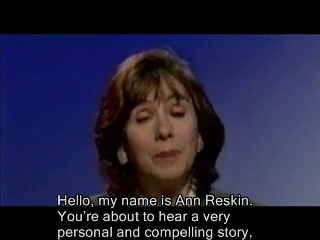 Hello, my name is Ann Reskin.
You're about to hear a very
personal and compelling story,